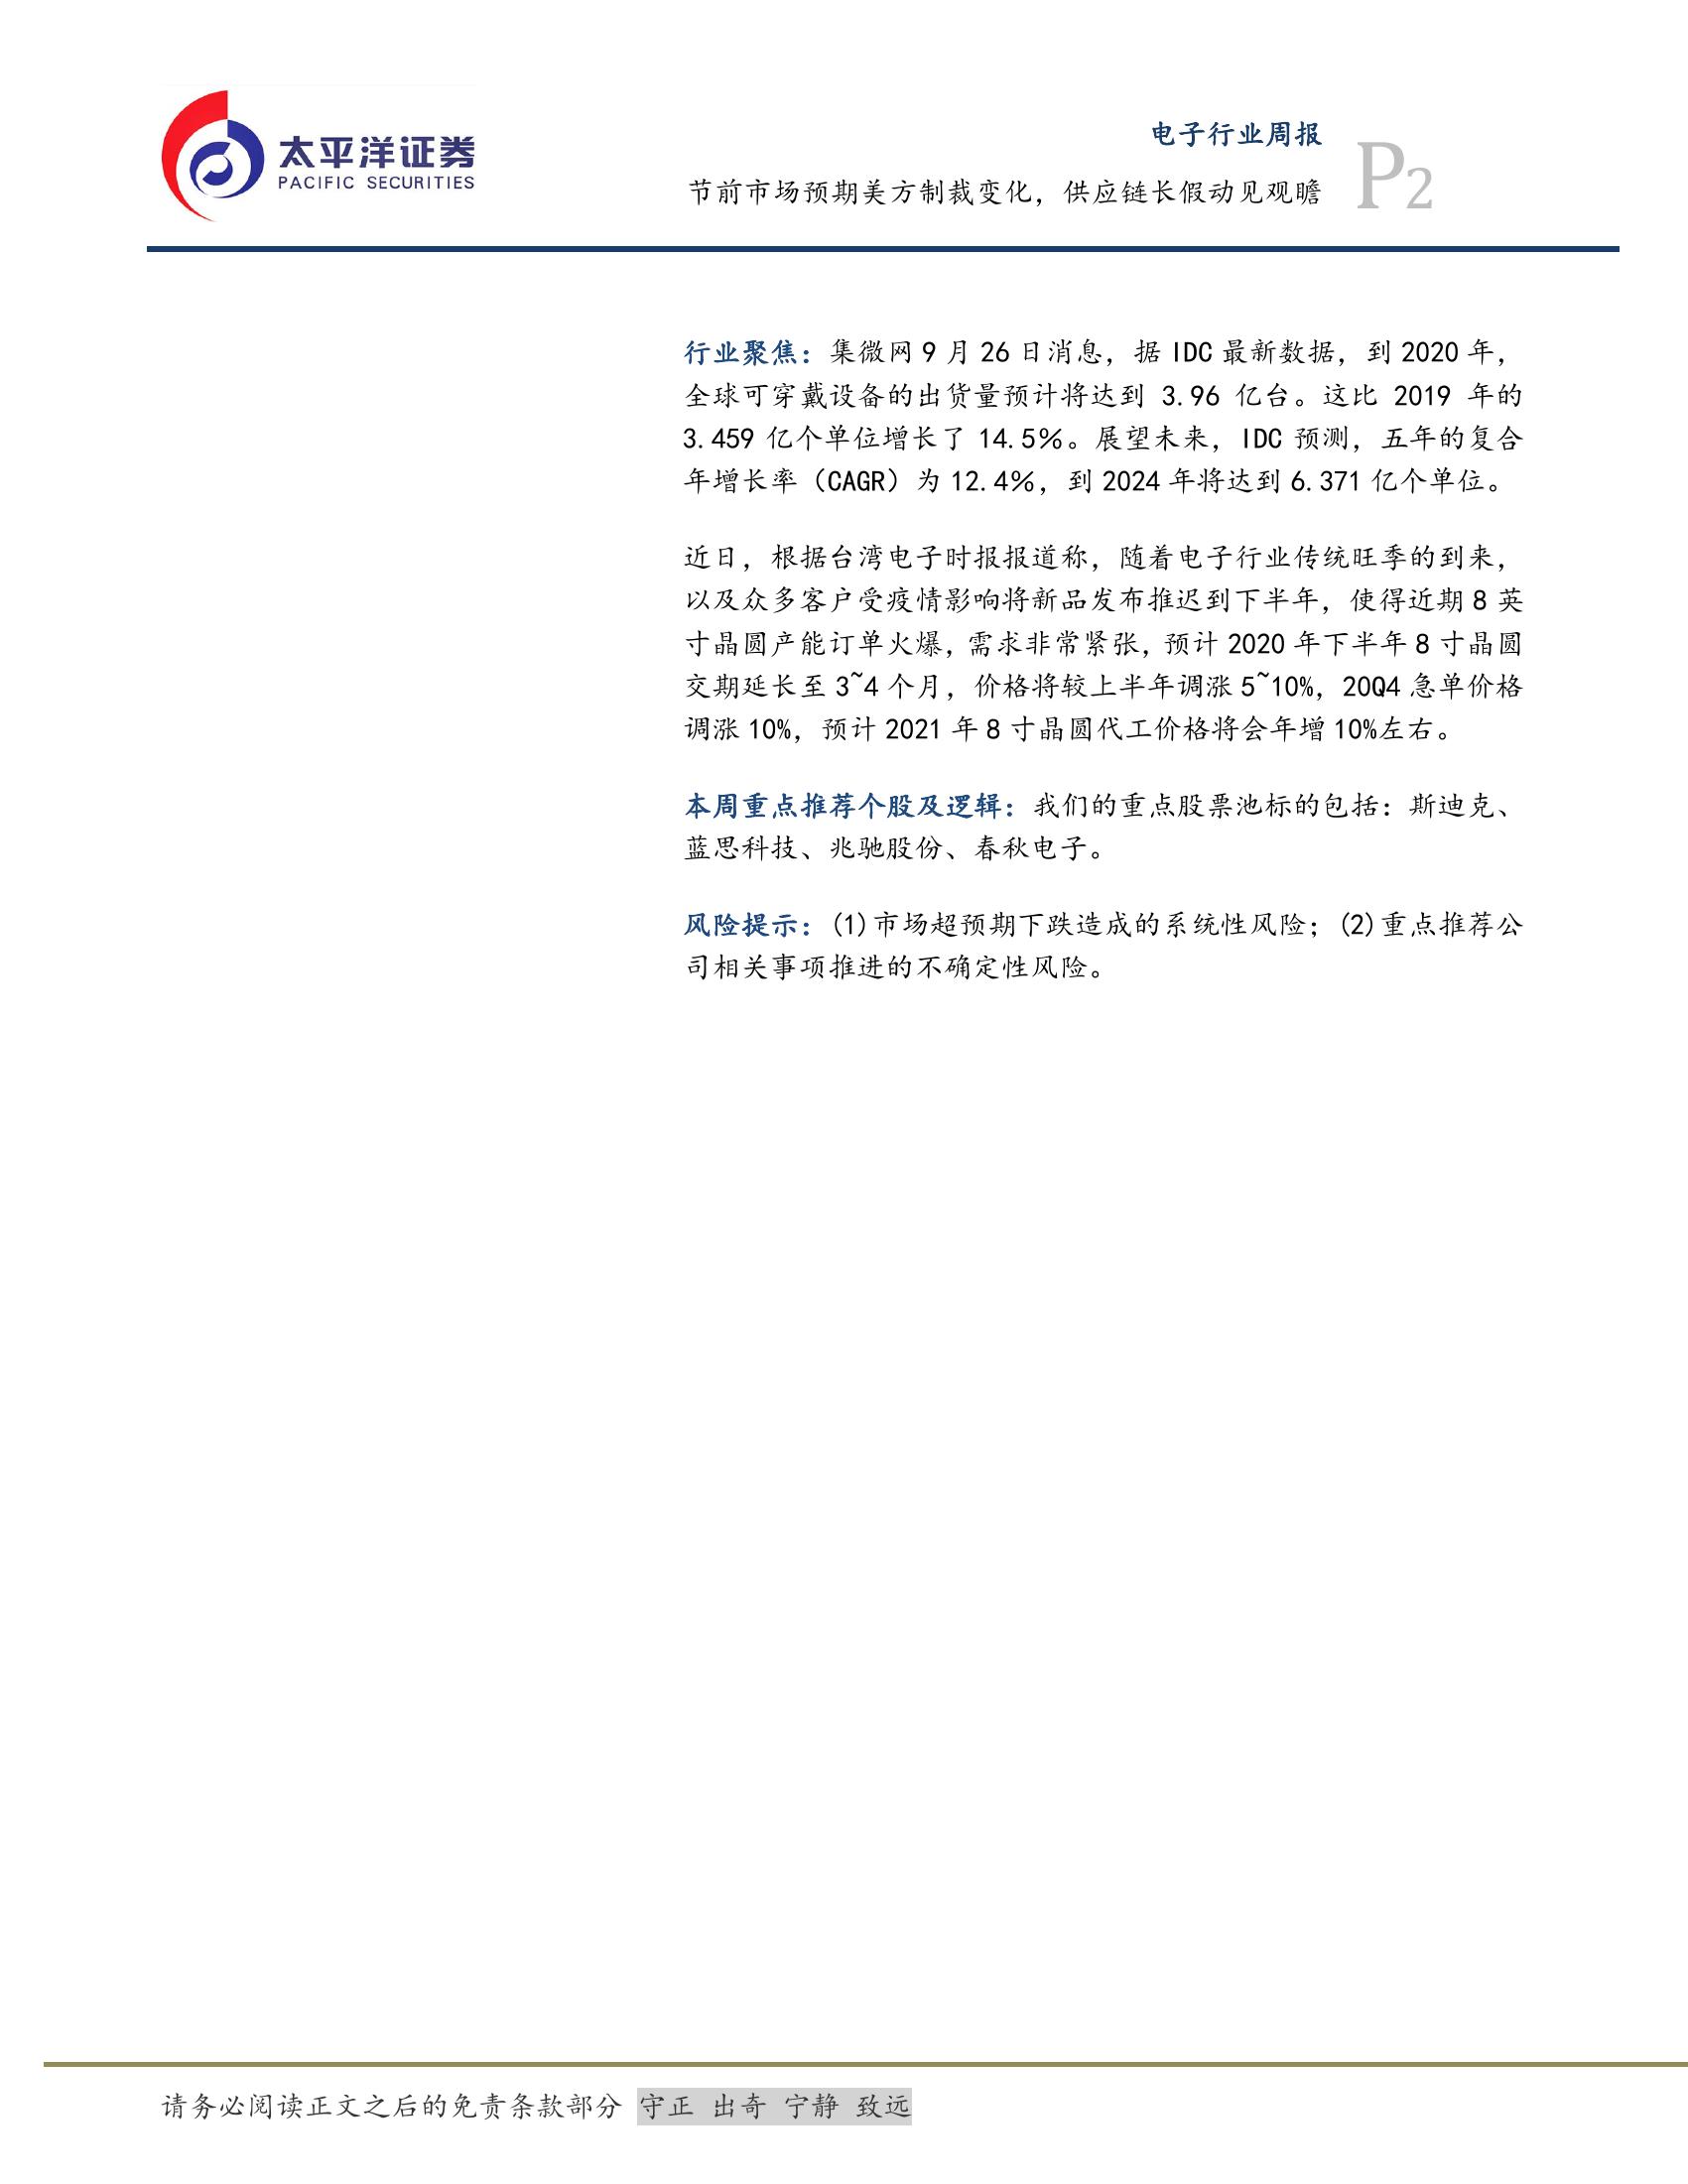 太平洋证券
PACIFIC SECURITIES
电子行业周报
节前市场预期美方制裁变化，供应链长假动见观瞻
P2
行业聚焦：集微网 9 月 26 日消息，据 IDC 最新数据，到 2020 年，
全球可穿戴设备的出货量预计将达到 3.96 亿台。这比 2019 年的
3.459 亿个单位增长了 14.5％。展望未来，IDC 预测，五年的复合
年增长率（CAGR）为 12.4％，到 2024 年将达到 6.371 亿个单位。
近日，根据台湾电子时报报道称，随着电子行业传统旺季的到来，
以及众多客户受疫情影响将新品发布推迟到下半年，使得近期 8 英
寸晶圆产能订单火爆，需求非常紧张，预计 2020 年下半年 8 寸晶圆
交期延长至 3~4 个月，价格将较上半年调涨 5~10%，20Q4 急单价格
调涨 10%，预计 2021 年 8 寸晶圆代工价格将会年增 10%左右。
本周重点推荐个股及逻辑：我们的重点股票池标的包括：斯迪克、
蓝思科技、兆驰股份、春秋电子。
风险提示：(1)市场超预期下跌造成的系统性风险；(2)重点推荐公
司相关事项推进的不确定性风险。
请务必阅读正文之后的免责条款部分 守正 出奇 宁静 致远